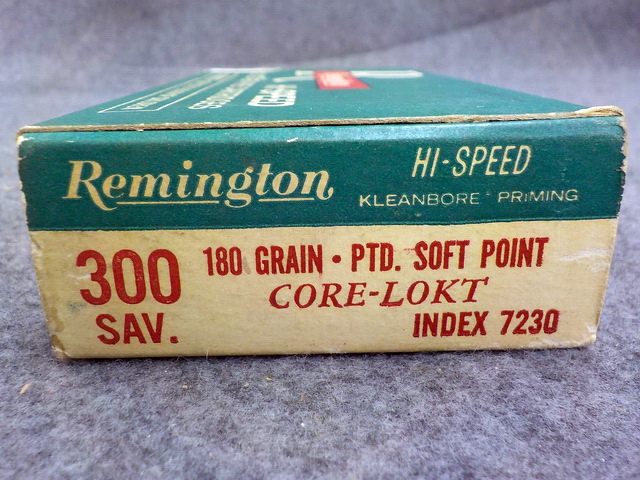 Remington
HI-SPEED
KLEANBORE PRIMING
300
SAV.
180 GRAIN • PTD. SOFT POINT
CORE-LOKT
INDEX 7230